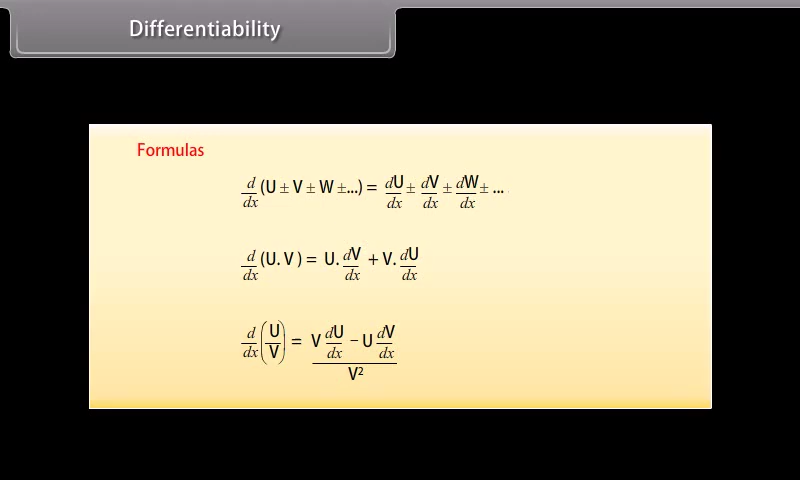 Differentiability
Formulas
d/dx (U ± V ± W ±...) = dU/dx ± dV/dx ± dW/dx ± ...
d/dx (U. V ) = U. dV/dx + V. dU/dx
d/dx (U/V) = (V dU/dx − U dV/dx)/V²